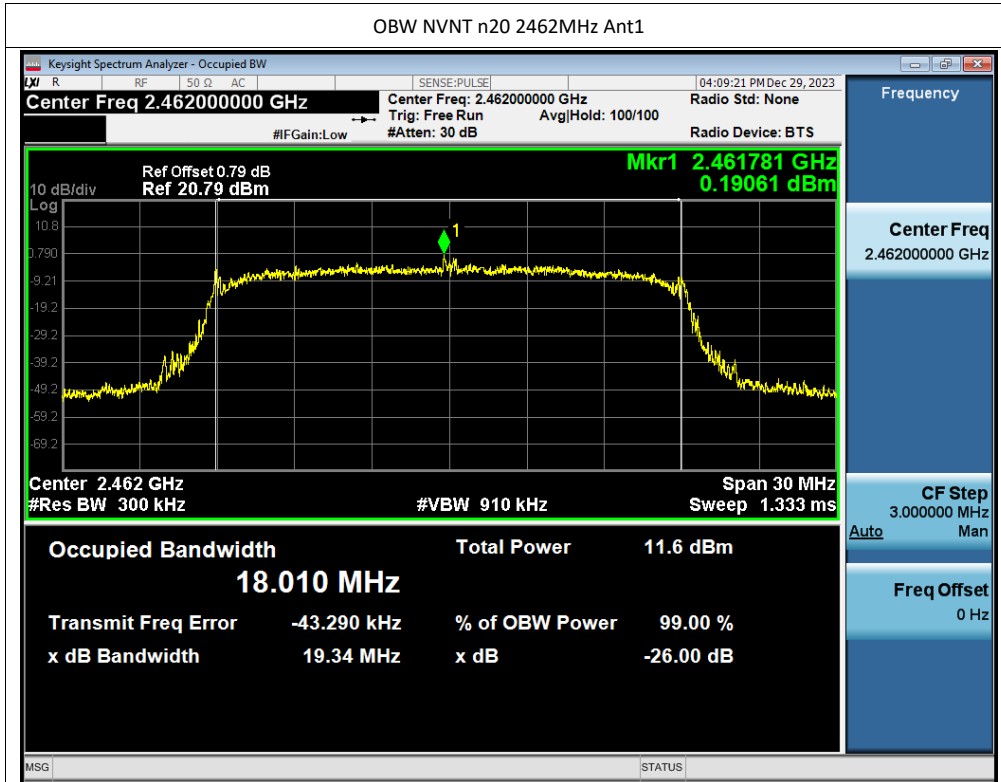 OBW NVNT n20 2462MHz Ant1
Keysight Spectrum Analyzer - Occupied BW
LXI R RF 50 Ω AC SENSE:PULSE 04:09:21 PM Dec 29, 2023
Center Freq 2.462000000 GHz Center Freq: 2.462000000 GHz Radio Std: None
Trig: Free Run Avg|Hold: 100/100
#IFGain:Low #Atten: 30 dB Radio Device: BTS
Frequency
Mkr1 2.461781 GHz
0.19061 dBm
Ref Offset 0.79 dB
10 dB/div Ref 20.79 dBm
Log
10.8
0.790
-9.21
-19.2
-29.2
-39.2
-49.2
-59.2
-69.2
1
Center 2.462 GHz Span 30 MHz
#Res BW 300 kHz #VBW 910 kHz Sweep 1.333 ms
Center Freq
2.462000000 GHz
CF Step
3.000000 MHz
Auto Man
Freq Offset
0 Hz
Occupied Bandwidth Total Power 11.6 dBm
18.010 MHz
Transmit Freq Error -43.290 kHz % of OBW Power 99.00 %
x dB Bandwidth 19.34 MHz x dB -26.00 dB
MSG STATUS